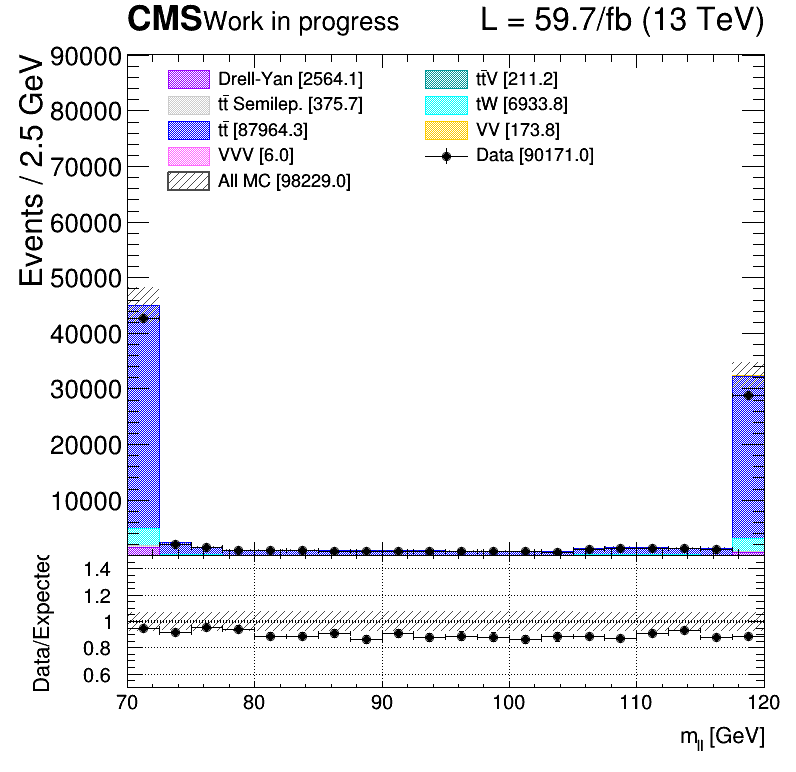 CMS Work in progress L = 59.7/fb (13 TeV)
Events / 2.5 GeV
90000
80000
70000
60000
50000
40000
30000
20000
10000
Drell-Yan [2564.1]
tt̄ Semilep. [375.7]
tt̄ [87964.3]
VVV [6.0]
All MC [98229.0]
tt̄V [211.2]
tW [6933.8]
VV [173.8]
Data [90171.0]
Data/Expected
1.4
1.2
1
0.8
0.6
70 80 90 100 110 120
m_ll [GeV]